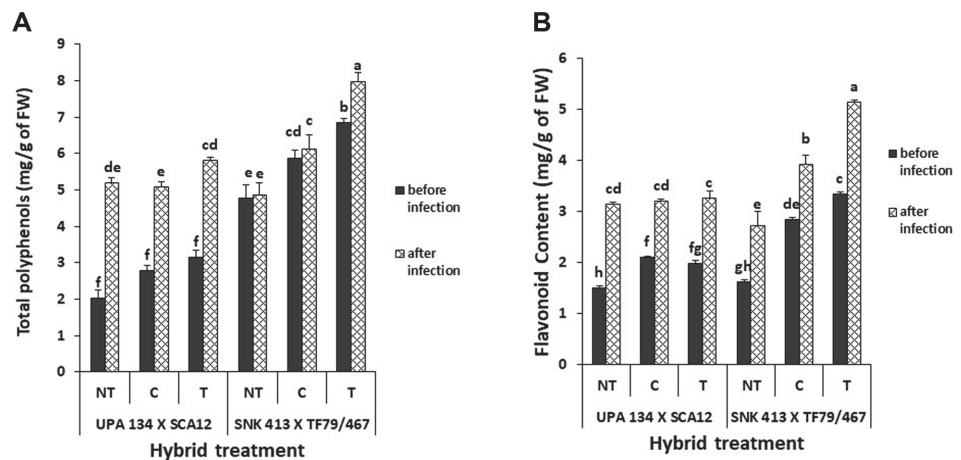 A
Total polyphenols (mg/g of FW)
9
8
7
6
5
4
3
2
1
0
f
de
f
e
f
cd
e
e
cd
c
b
a
before
infection
after
infection
NT
C
T
NT
C
T
UPA 134 X SCA12
SNK 413 X TF79/467
Hybrid treatment
B
Flavonoid Content (mg/g of FW)
6
5
4
3
2
1
0
h
cd
f
cd
fg
c
gh
e
de
b
c
a
before
infection
after
infection
NT
C
T
NT
C
T
UPA 134 X SCA12
SNK 413 X TF79/467
Hybrid treatment